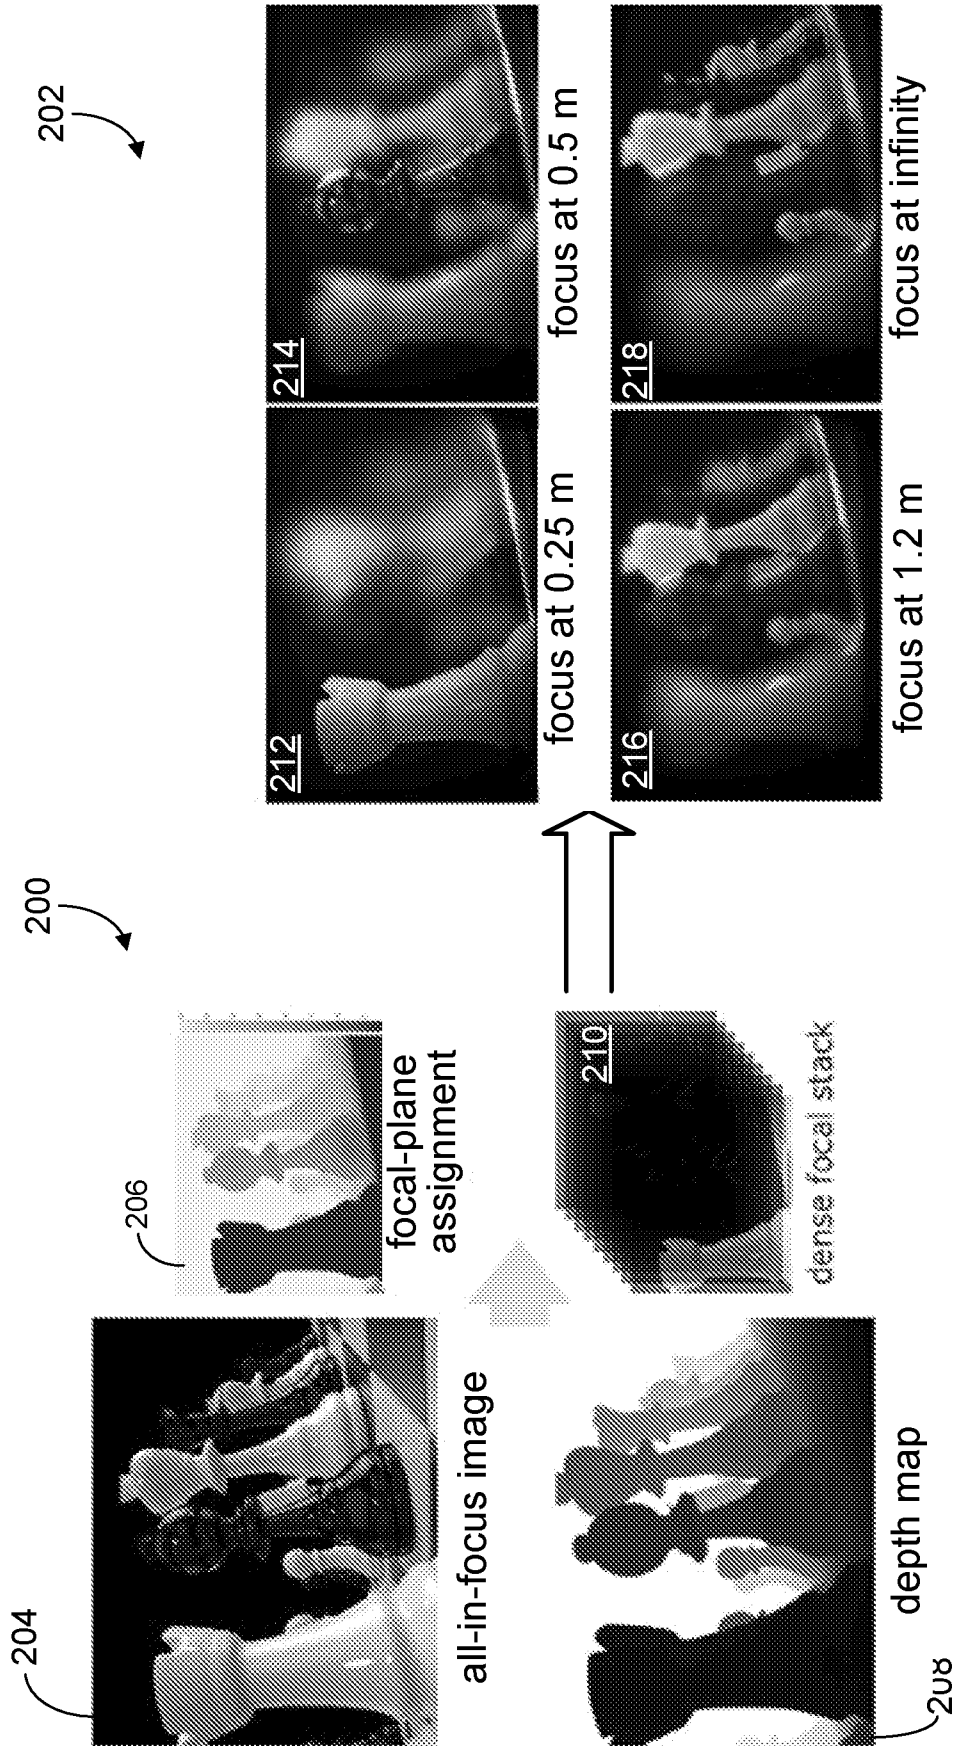 200
202
204
all-in-focus image
206
focal-plane
assignment
208
depth map
210
dense focal stack
212
focus at 0.25 m
214
focus at 0.5 m
216
focus at 1.2 m
218
focus at infinity